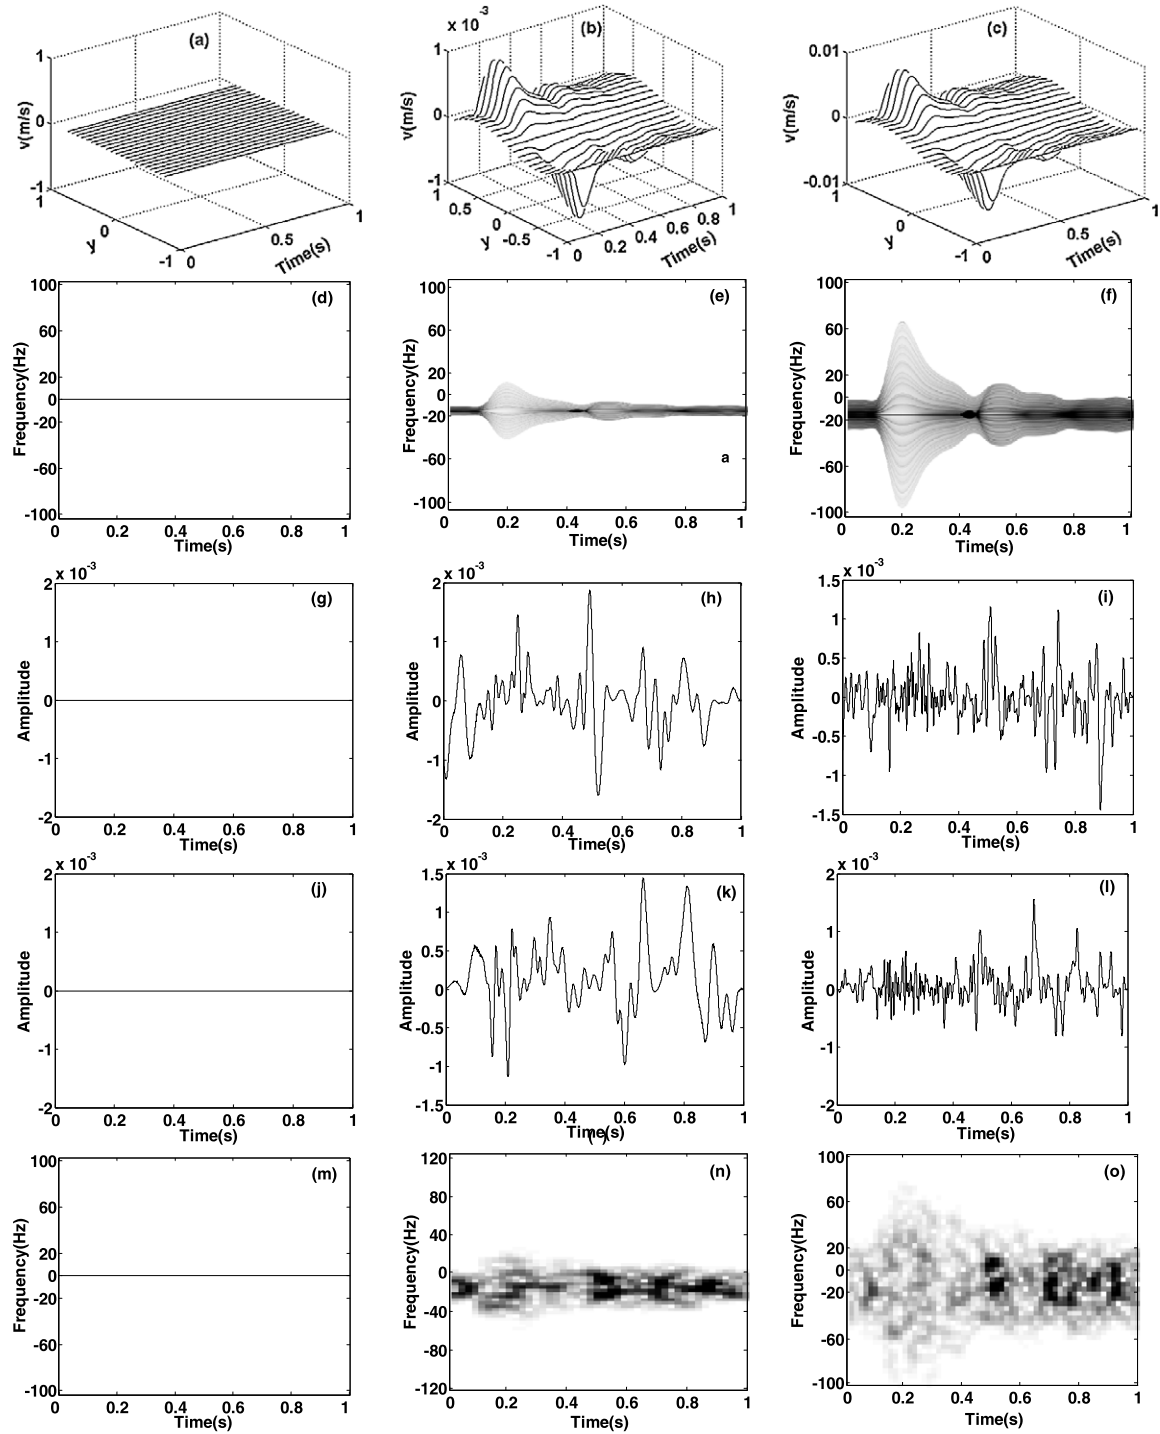 (a)
v(m/s)
1
0
-1
1
0
-1
y
0
0.5
1
Time(s)
x 10-3
(b)
v(m/s)
1
0
-1
1
0.5
0
-0.5
-1
y
0
0.2
0.4
0.6
0.8
1
Time(s)
(c)
v(m/s)
0.01
0
-0.01
1
0
-1
y
0
0.5
1
Time(s)
(d)
Frequency(Hz)
100
60
20
0
-20
-60
-100
0 0.2 0.4 0.6 0.8 1
Time(s)
(e)
a
Frequency(Hz)
100
60
20
0
-20
-60
-100
0 0.2 0.4 0.6 0.8 1
Time(s)
(f)
Frequency(Hz)
100
60
20
0
-20
-60
-100
0 0.2 0.4 0.6 0.8 1
Time(s)
x 10-3
(g)
Amplitude
2
1
0
-1
-2
0 0.2 0.4 0.6 0.8 1
Time(s)
x 10-3
(h)
Amplitude
2
1
0
-1
-2
0 0.2 0.4 0.6 0.8 1
Time(s)
x 10-3
(i)
Amplitude
1.5
1
0.5
0
-0.5
-1
-1.5
0 0.2 0.4 0.6 0.8 1
Time(s)
x 10-3
(j)
Amplitude
2
1
0
-1
-2
0 0.2 0.4 0.6 0.8 1
Time(s)
x 10-3
(k)
Amplitude
1.5
1
0.5
0
-0.5
-1
-1.5
0 0.2 0.4 0.6 0.8 1
Time(s)
x 10-3
(l)
Amplitude
2
1
0
-1
-2
0 0.2 0.4 0.6 0.8 1
Time(s)
(m)
Frequency(Hz)
100
60
20
0
-20
-60
-100
0 0.2 0.4 0.6 0.8 1
Time(s)
(n)
Frequency(Hz)
120
80
40
0
-40
-80
-120
0 0.2 0.4 0.6 0.8 1
Time(s)
(o)
Frequency(Hz)
100
60
20
0
-20
-60
-100
0 0.2 0.4 0.6 0.8 1
Time(s)